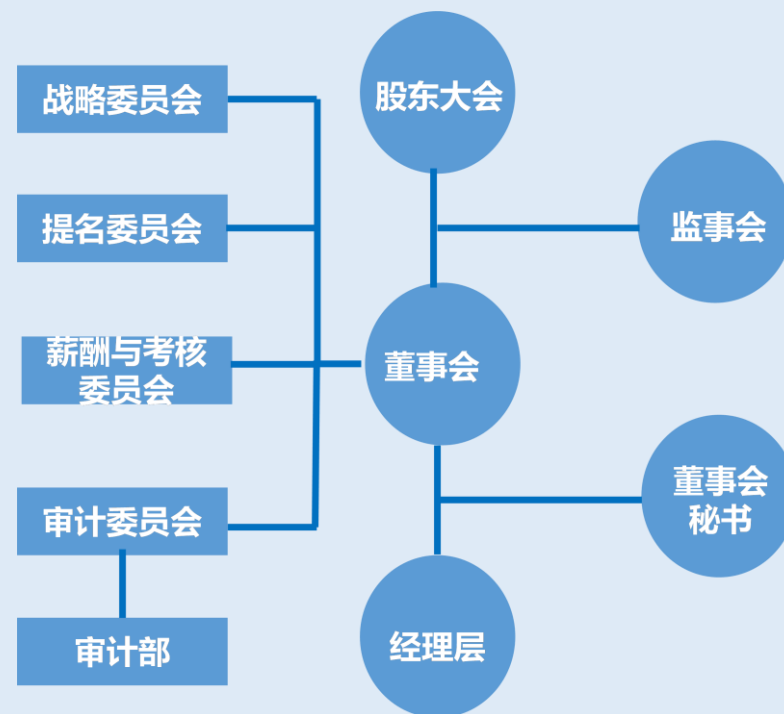 战略委员会
股东大会
提名委员会
监事会
薪酬与考核
委员会
董事会
审计委员会
董事会
秘书
审计部
经理层